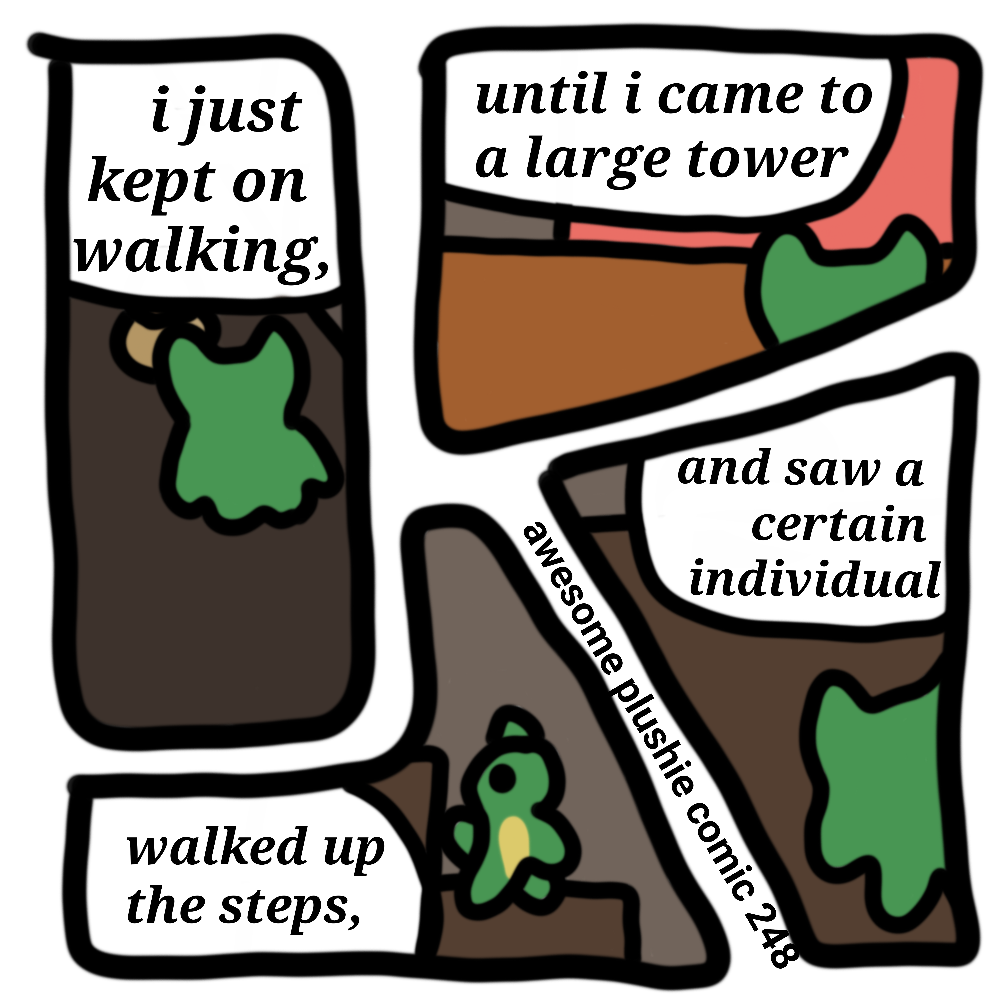 i just
kept on
walking,
until i came to
a large tower
walked up
the steps,
and saw a
certain
individual
awesome plushie comic 248